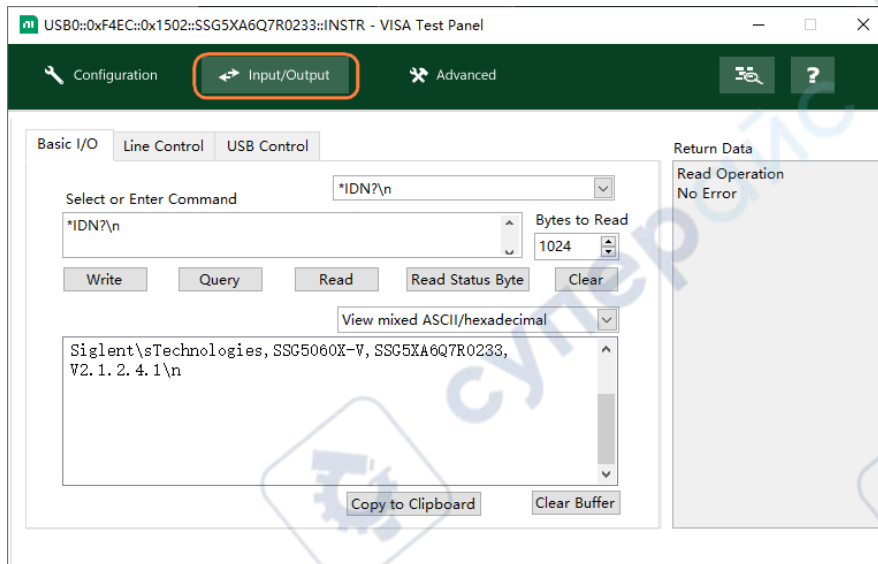 USB0::0xF4EC::0x1502::SSG5XA6Q7R0233::INSTR - VISA Test Panel
Configuration
Input/Output
Advanced
?
Basic I/O
Line Control
USB Control
Return Data
Select or Enter Command
*IDN?\n
*IDN?\n
Bytes to Read
1024
Write
Query
Read
Read Status Byte
Clear
View mixed ASCII/hexadecimal
Siglent\sTechnologies,SSG5060X-V,SSG5XA6Q7R0233,
V2.1.2.4.1\n
Copy to Clipboard
Clear Buffer
Read Operation
No Error
суперайс